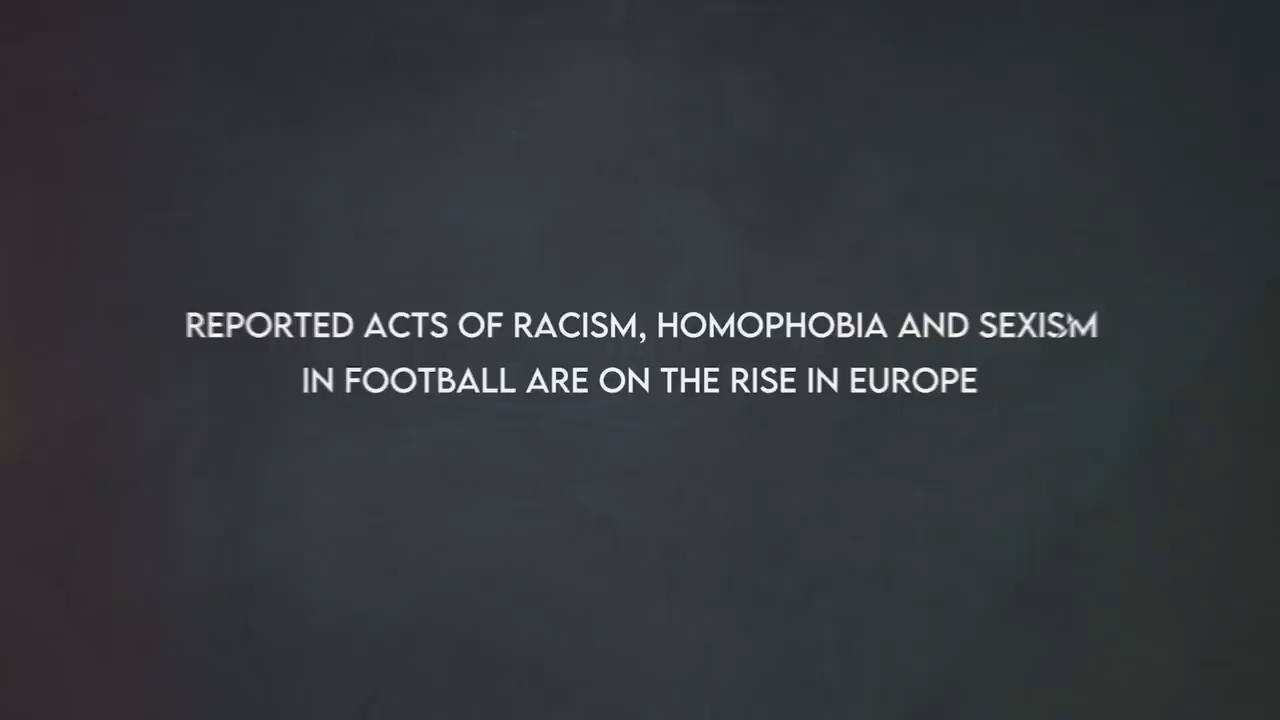 REPORTED ACTS OF RACISM, HOMOPHOBIA AND SEXISM
IN FOOTBALL ARE ON THE RISE IN EUROPE